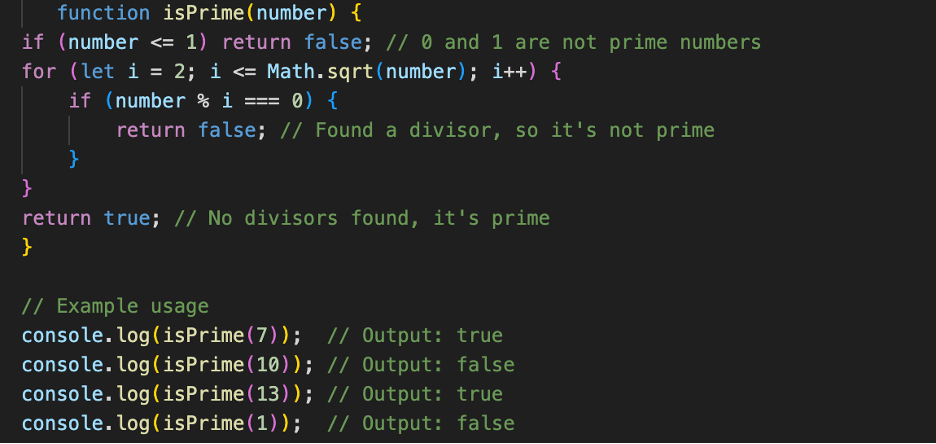 function isPrime(number) {
if (number <= 1) return false; // 0 and 1 are not prime numbers
for (let i = 2; i <= Math.sqrt(number); i++) {
    if (number % i === 0) {
        return false; // Found a divisor, so it's not prime
    }
}
return true; // No divisors found, it's prime
}

// Example usage
console.log(isPrime(7));  // Output: true
console.log(isPrime(10)); // Output: false
console.log(isPrime(13)); // Output: true
console.log(isPrime(1));  // Output: false